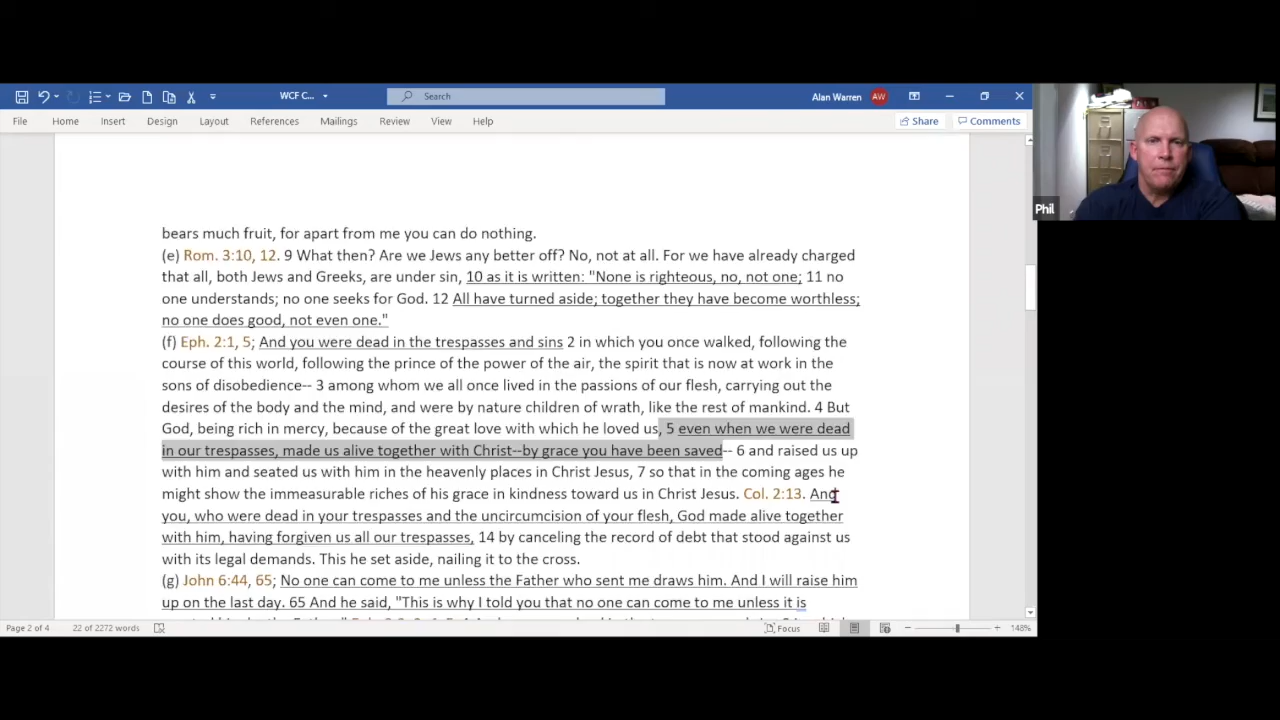 WCF C...
Search
Alan Warren
AW
File Home Insert Design Layout References Mailings Review View Help
Share Comments
Phil
bears much fruit, for apart from me you can do nothing.
(e) Rom. 3:10, 12. 9 What then? Are we Jews any better off? No, not at all. For we have already charged
that all, both Jews and Greeks, are under sin, 10 as it is written: "None is righteous, no, not one; 11 no
one understands; no one seeks for God. 12 All have turned aside; together they have become worthless;
no one does good, not even one."
(f) Eph. 2:1, 5; And you were dead in the trespasses and sins 2 in which you once walked, following the
course of this world, following the prince of the power of the air, the spirit that is now at work in the
sons of disobedience-- 3 among whom we all once lived in the passions of our flesh, carrying out the
desires of the body and the mind, and were by nature children of wrath, like the rest of mankind. 4 But
God, being rich in mercy, because of the great love with which he loved us, 5 even when we were dead
in our trespasses, made us alive together with Christ--by grace you have been saved-- 6 and raised us up
with him and seated us with him in the heavenly places in Christ Jesus, 7 so that in the coming ages he
might show the immeasurable riches of his grace in kindness toward us in Christ Jesus. Col. 2:13. And
you, who were dead in your trespasses and the uncircumcision of your flesh, God made alive together
with him, having forgiven us all our trespasses, 14 by canceling the record of debt that stood against us
with its legal demands. This he set aside, nailing it to the cross.
(g) John 6:44, 65; No one can come to me unless the Father who sent me draws him. And I will raise him
up on the last day. 65 And he said, "This is why I told you that no one can come to me unless it is
Page 2 of 4 22 of 2272 words
Focus
148%